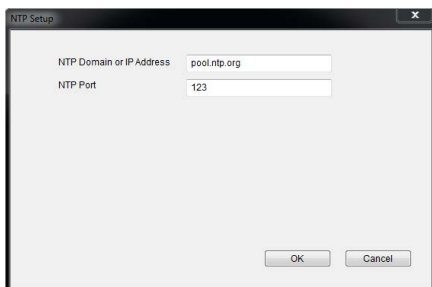 NTP Setup
x
NTP Domain or IP Address pool.ntp.org
NTP Port 123
OK Cancel